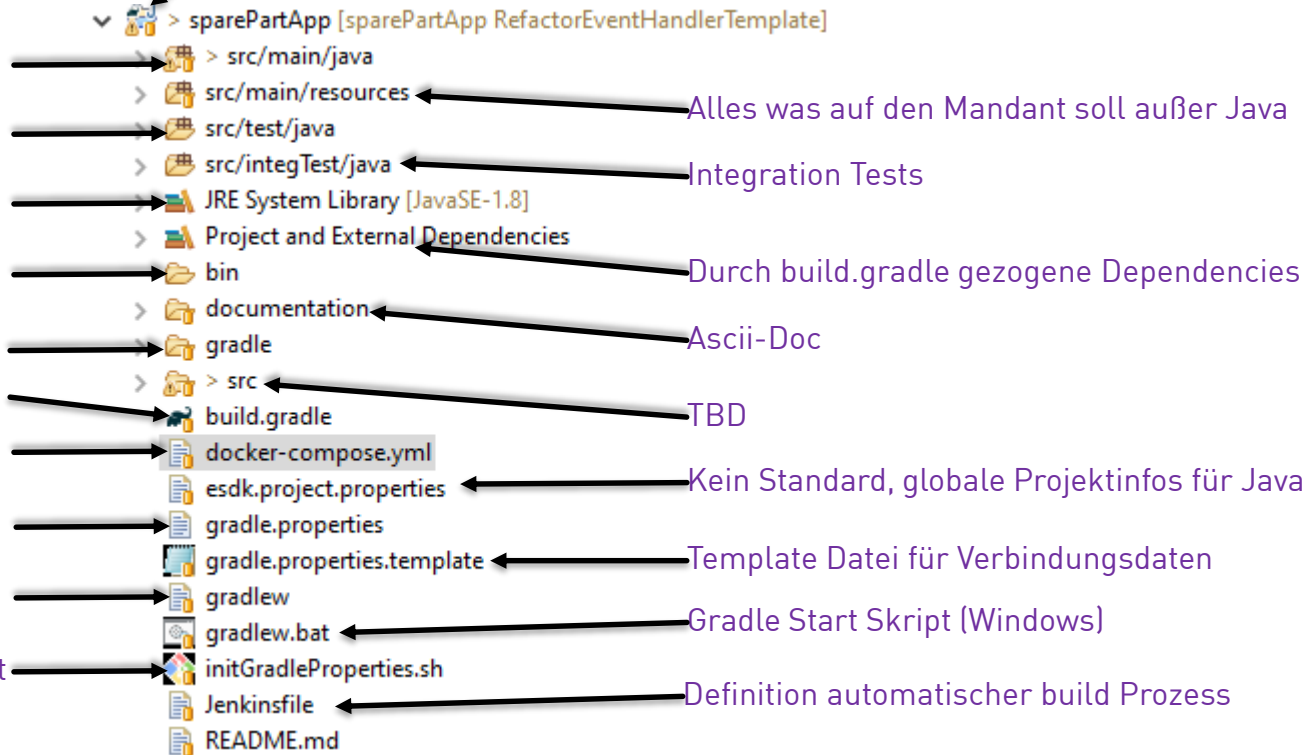 > sparePartApp [sparePartApp RefactorEventHandlerTemplate]
> src/main/java
src/main/resources
Alles was auf den Mandant soll außer Java
src/test/java
src/integTest/java
Integration Tests
JRE System Library [JavaSE-1.8]
Project and External Dependencies
Durch build.gradle gezogene Dependencies
bin
documentation
Ascii-Doc
gradle
> src
TBD
build.gradle
docker-compose.yml
esdk.project.properties
Kein Standard, globale Projektinfos für Java
gradle.properties
gradle.properties.template
Template Datei für Verbindungsdaten
gradlew
gradlew.bat
Gradle Start Skript (Windows)
t
initGradleProperties.sh
Jenkinsfile
Definition automatischer build Prozess
README.md